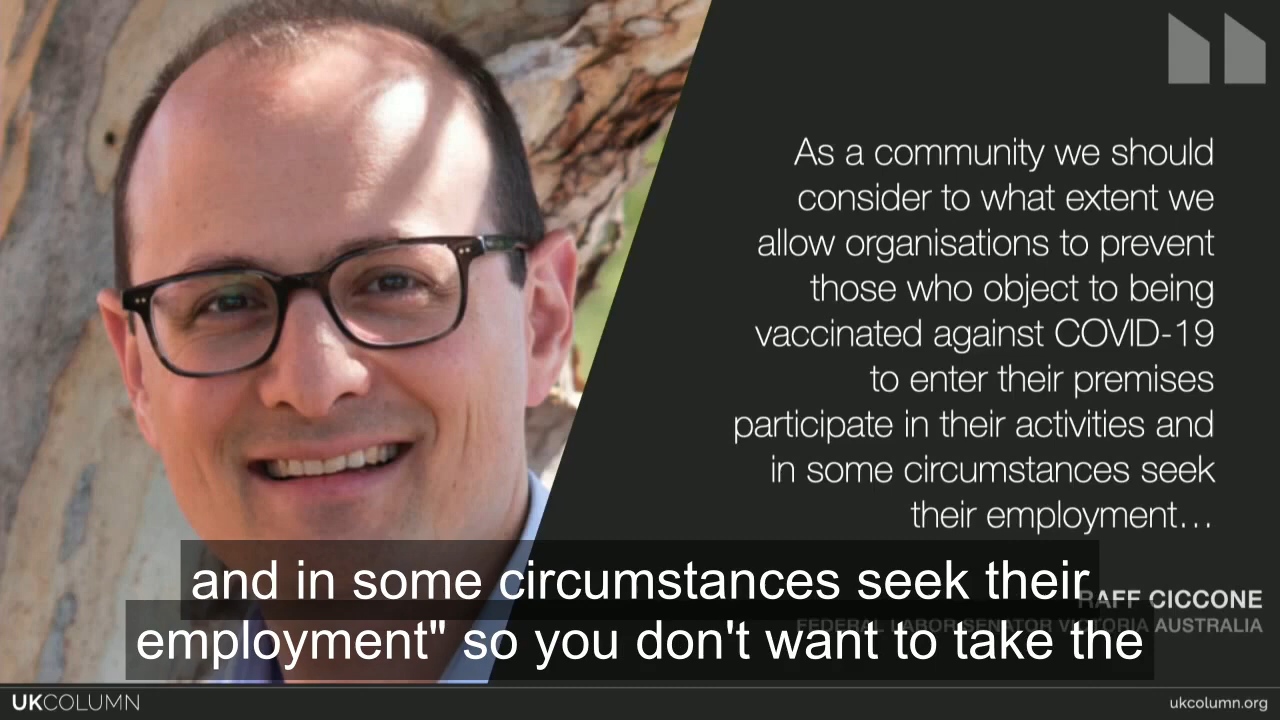 As a community we should
consider to what extent we
allow organisations to prevent
those who object to being
vaccinated against COVID-19
to enter their premises
participate in their activities and
in some circumstances seek
their employment...
RAFF CICCONE
FEDERAL LABOR SENATOR VICTORIA AUSTRALIA
and in some circumstances seek their
employment" so you don't want to take the
UKCOLUMN
ukcolumn.org